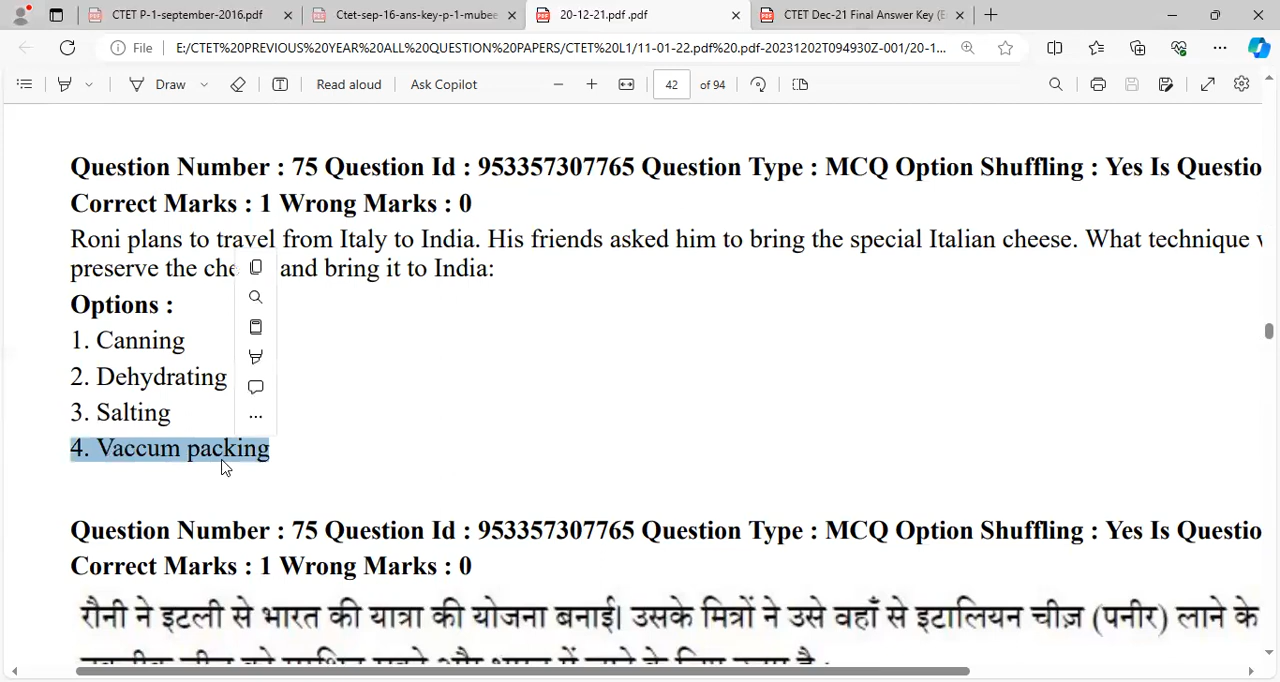 CTET P-1-september-2016.pdf
Ctet-sep-16-ans-key-p-1-mubee
20-12-21.pdf .pdf
CTET Dec-21 Final Answer Key (E
File
E:/CTET%20PREVIOUS%20YEAR%20ALL%20QUESTION%20PAPERS/CTET%20L1/11-01-22.pdf%20.pdf-20231202T094930Z-001/20-1...
Draw
Read aloud
Ask Copilot
42 of 94
Question Number : 75 Question Id : 953357307765 Question Type : MCQ Option Shuffling : Yes Is Questio
Correct Marks : 1 Wrong Marks : 0
Roni plans to travel from Italy to India. His friends asked him to bring the special Italian cheese. What technique
preserve the che and bring it to India:
Options :
1. Canning
2. Dehydrating
3. Salting
4. Vaccum packing
Question Number : 75 Question Id : 953357307765 Question Type : MCQ Option Shuffling : Yes Is Questio
Correct Marks : 1 Wrong Marks : 0
रौनी ने इटली से भारत की यात्रा की योजना बनाई। उसके मित्रों ने उसे वहाँ से इटालियन चीज़ (पनीर) लाने के